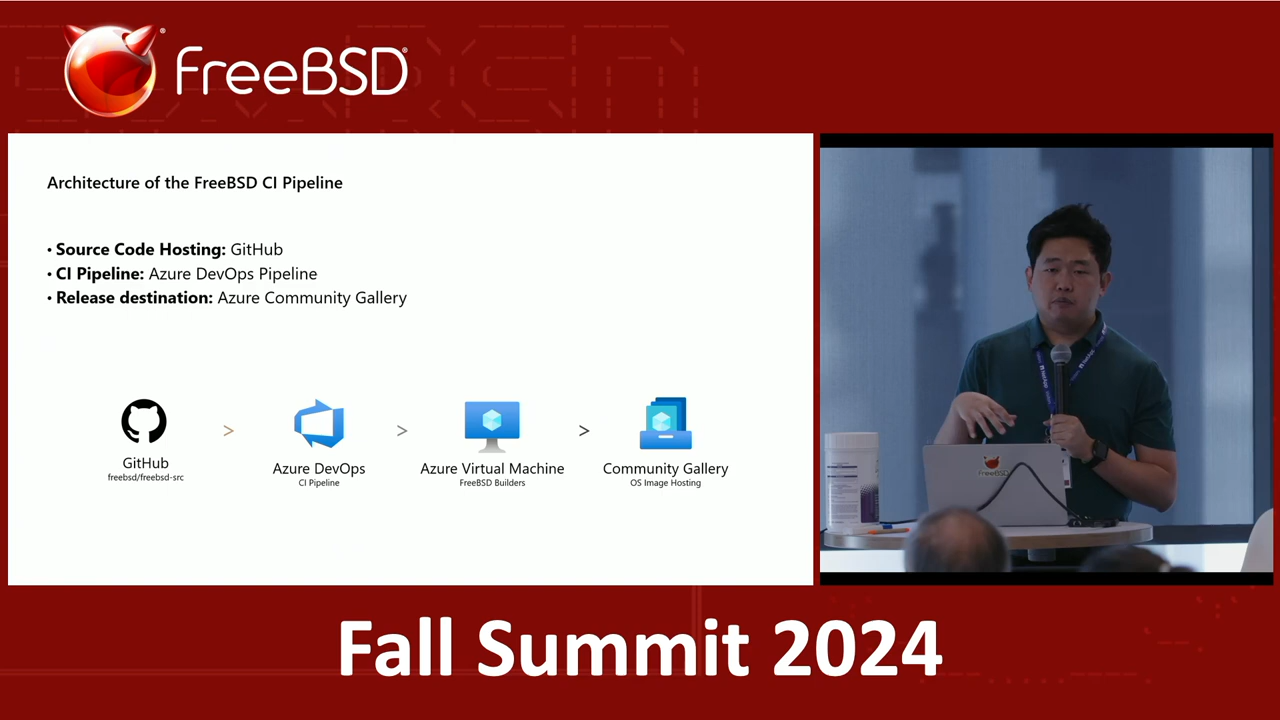 FreeBSD®
Architecture of the FreeBSD CI Pipeline
• Source Code Hosting: GitHub
• CI Pipeline: Azure DevOps Pipeline
• Release destination: Azure Community Gallery
GitHub
freebsd/freebsd-src
>
Azure DevOps
CI Pipeline
>
Azure Virtual Machine
FreeBSD Builders
>
Community Gallery
OS Image Hosting
FreeBSD
Fall Summit 2024